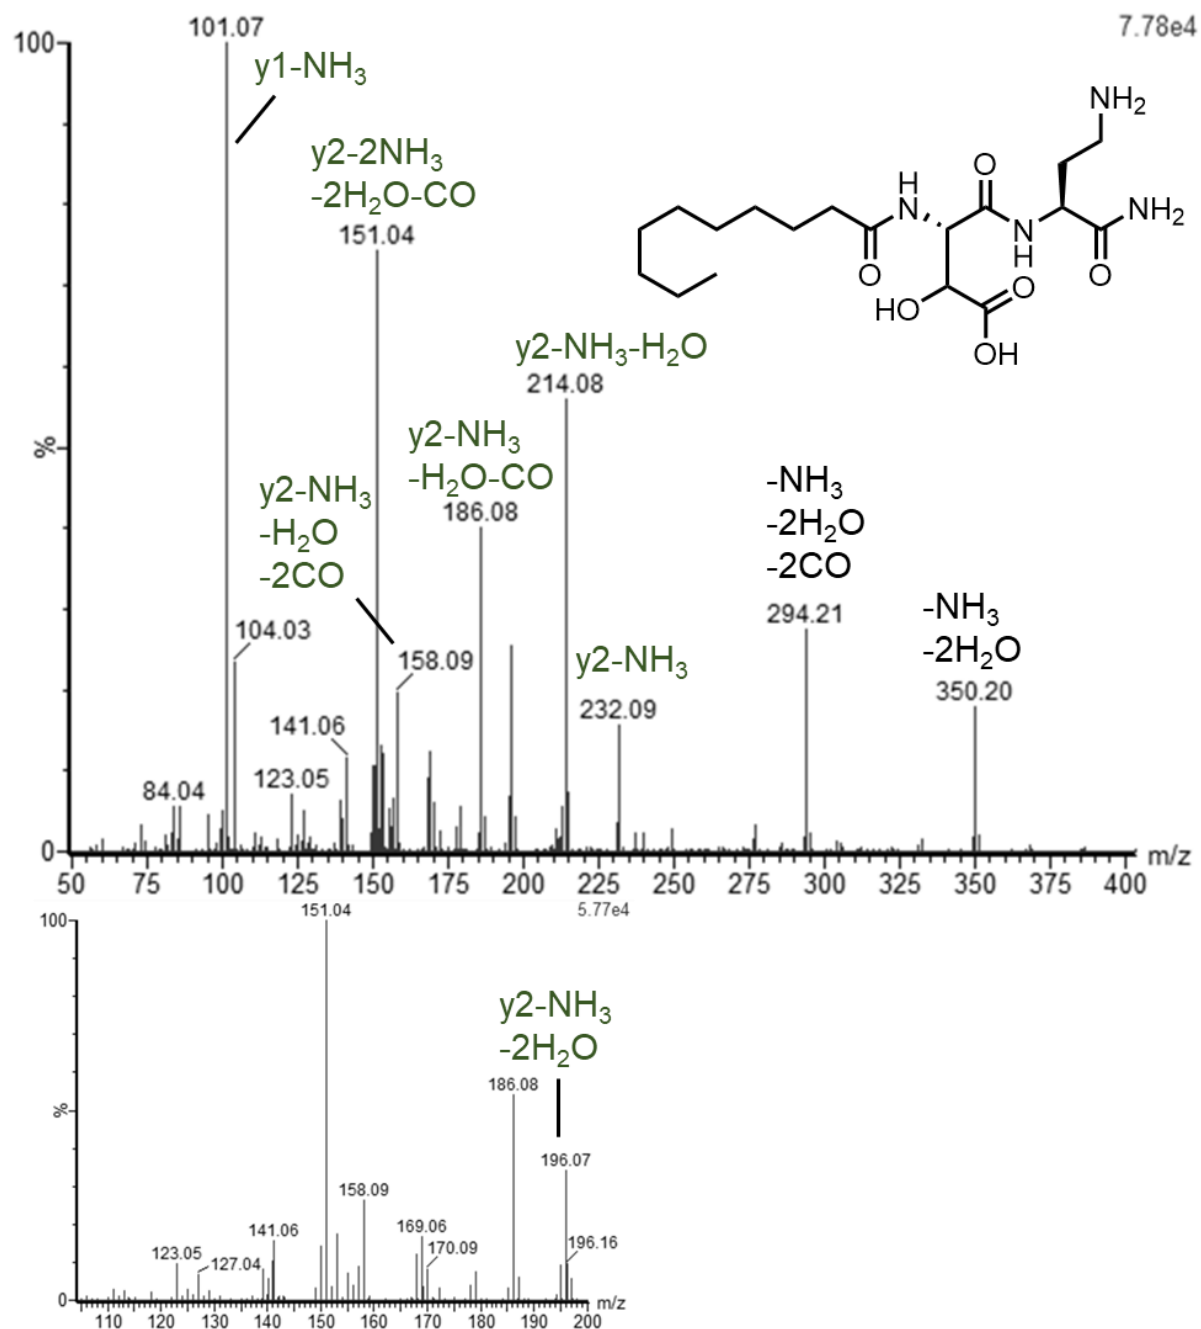 101.07
7.78e4
100
y1-NH₃
y2-2NH₃
-2H₂O-CO
151.04
NH₂
O
H
N
NH₂
N
H
O
O
HO
O
OH
y2-NH₃-H₂O
214.08
%
y2-NH₃
-H₂O-CO
186.08
y2-NH₃
-H₂O
-2CO
-NH₃
-2H₂O
-2CO
294.21
-NH₃
-2H₂O
350.20
104.03
158.09
y2-NH₃
232.09
141.06
123.05
84.04
0
m/z
50 75 100 125 150 175 200 225 250 275 300 325 350 375 400
151.04
5.77e4
100
y2-NH₃
-2H₂O
186.08
%
196.07
158.09
141.06
169.06
170.09
123.05
127.04
196.16
0
m/z
110 120 130 140 150 160 170 180 190 200